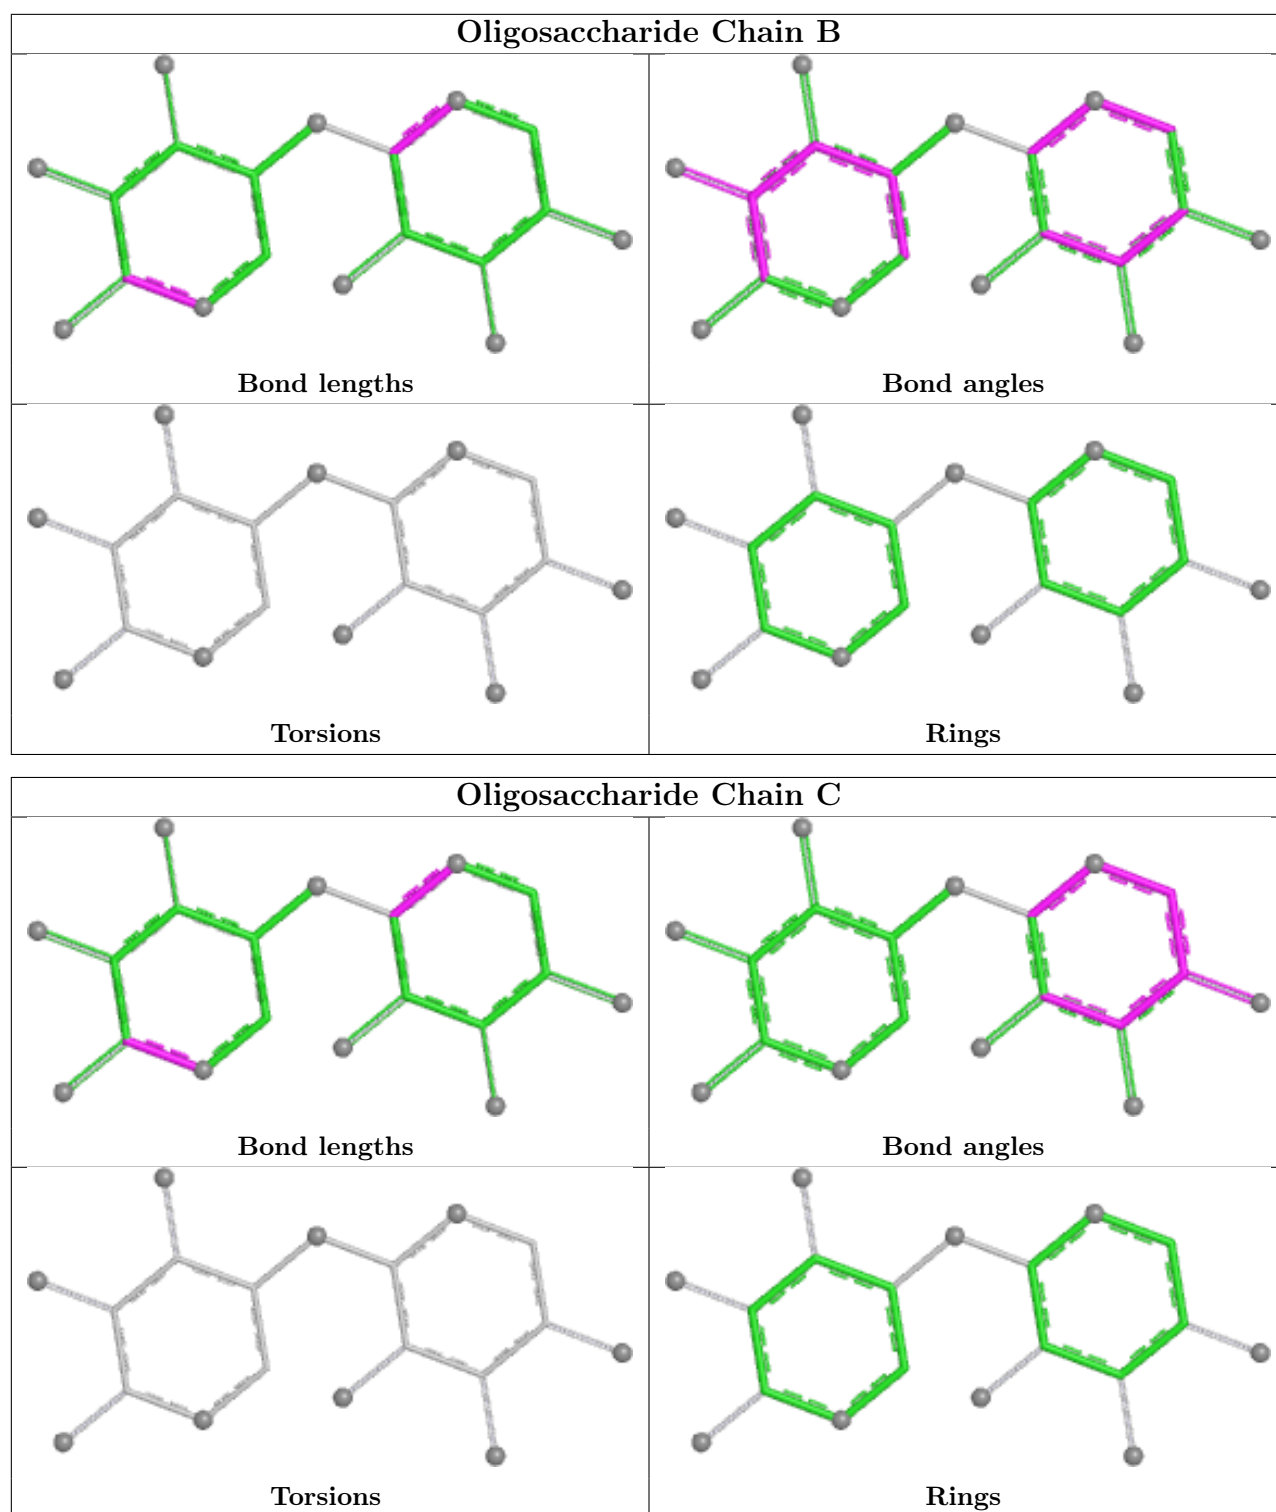 Oligosaccharide Chain B
Bond lengths
Bond angles
Torsions
Rings
Oligosaccharide Chain C
Bond lengths
Bond angles
Torsions
Rings